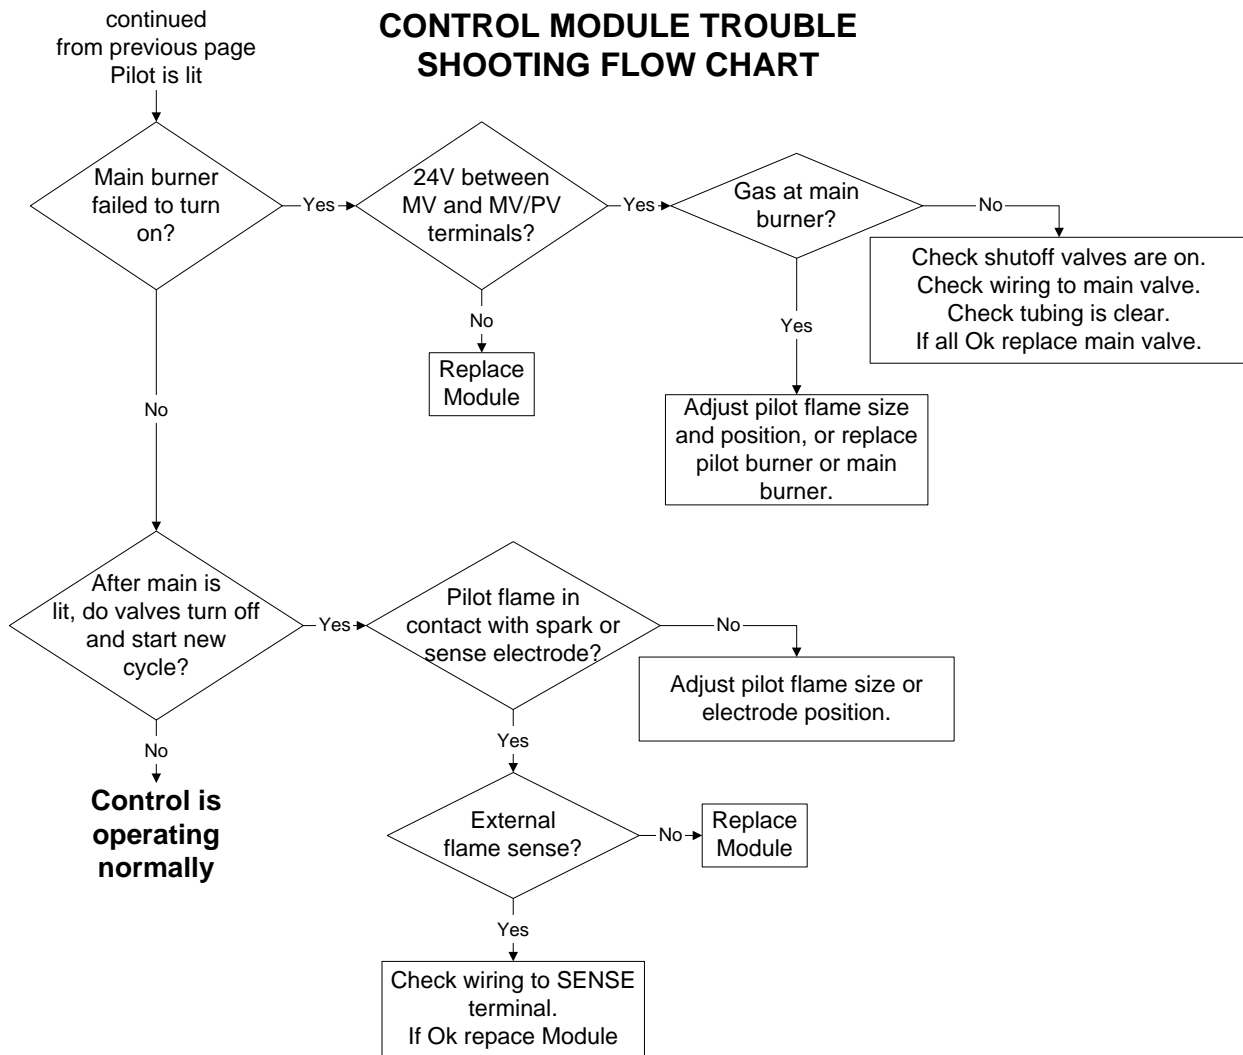 continued
from previous page
Pilot is lit
CONTROL MODULE TROUBLE
SHOOTING FLOW CHART
Main burner
failed to turn
on?
Yes
24V between
MV and MV/PV
terminals?
Yes
Gas at main
burner?
No
Check shutoff valves are on.
Check wiring to main valve.
Check tubing is clear.
If all Ok replace main valve.
No
Replace
Module
Yes
Adjust pilot flame size
and position, or replace
pilot burner or main
burner.
No
After main is
lit, do valves turn off
and start new
cycle?
Yes
Pilot flame in
contact with spark or
sense electrode?
No
Adjust pilot flame size or
electrode position.
No
Control is
operating
normally
Yes
External
flame sense?
No
Replace
Module
Yes
Check wiring to SENSE
terminal.
If Ok repace Module